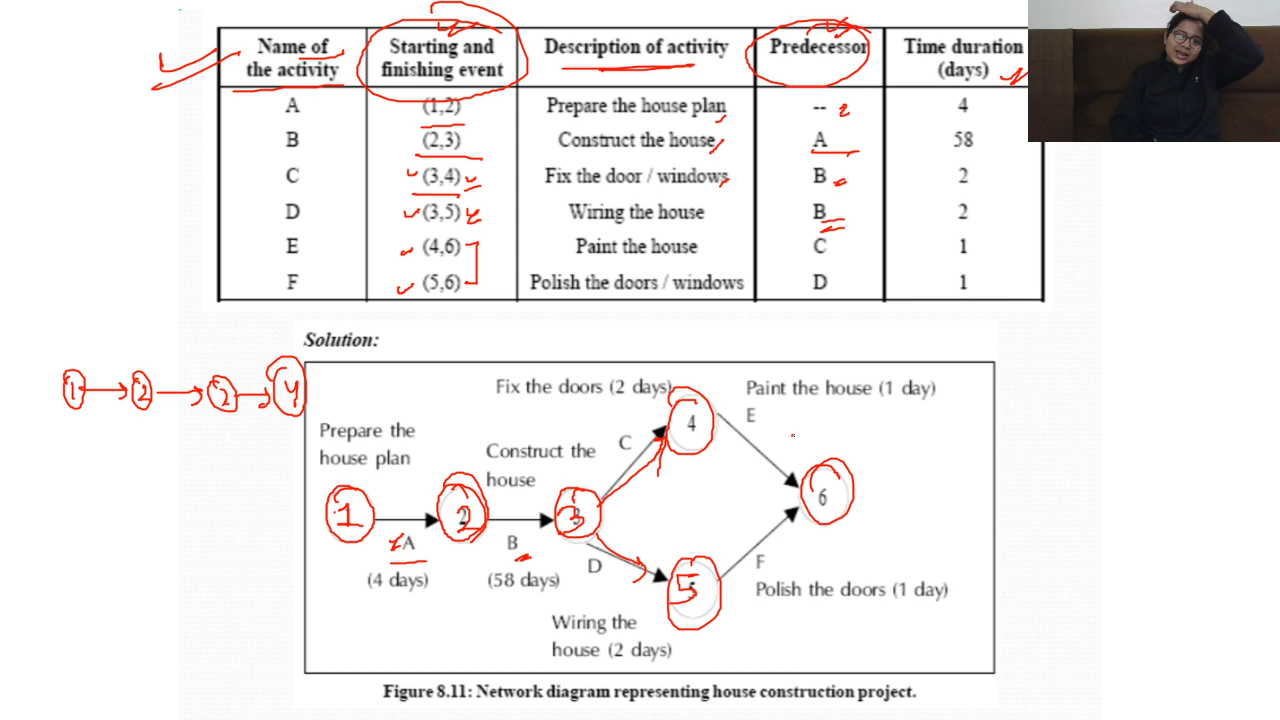 Name of the activity | Starting and finishing event | Description of activity | Predecessor | Time duration (days)
A | (1,2) | Prepare the house plan | -- | 4
B | (2,3) | Construct the house | A | 58
C | (3,4) | Fix the door / windows | B | 2
D | (3,5) | Wiring the house | B | 2
E | (4,6) | Paint the house | C | 1
F | (5,6) | Polish the doors / windows | D | 1
Solution:
1 2 2 4
Fix the doors (2 days)
Paint the house (1 day)
4
E
Prepare the
house plan
Construct the
house
C
6
1
2
3
A
B
D
F
(4 days)
(58 days)
5
Polish the doors (1 day)
Wiring the
house (2 days)
Figure 8.11: Network diagram representing house construction project.